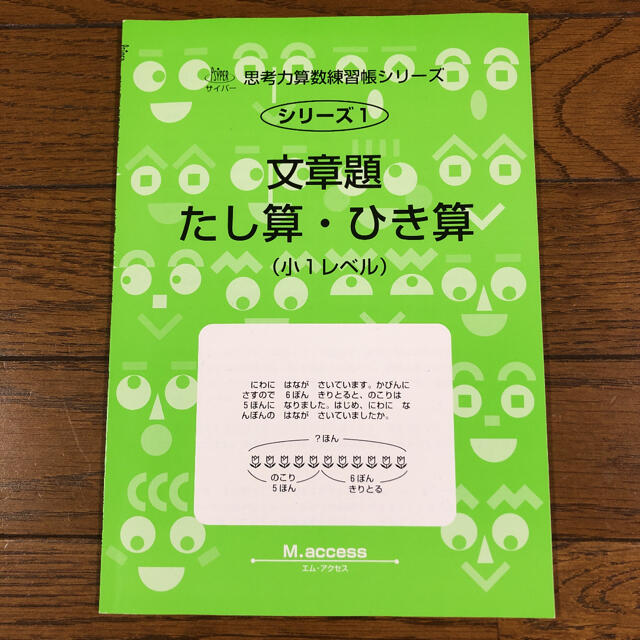 サイパー
思考力算数練習帳シリーズ
シリーズ1
文章題
たし算・ひき算
(小1レベル)
にわに はなが さいています。かびんに
さすので 6ぽん きりとると、のこりは
5ほんに なりました。はじめ、にわに な
んぼんの はなが さいていましたか。
?ほん
のこり 6ぽん
5ほん きりとる
M.access
エム・アクセス